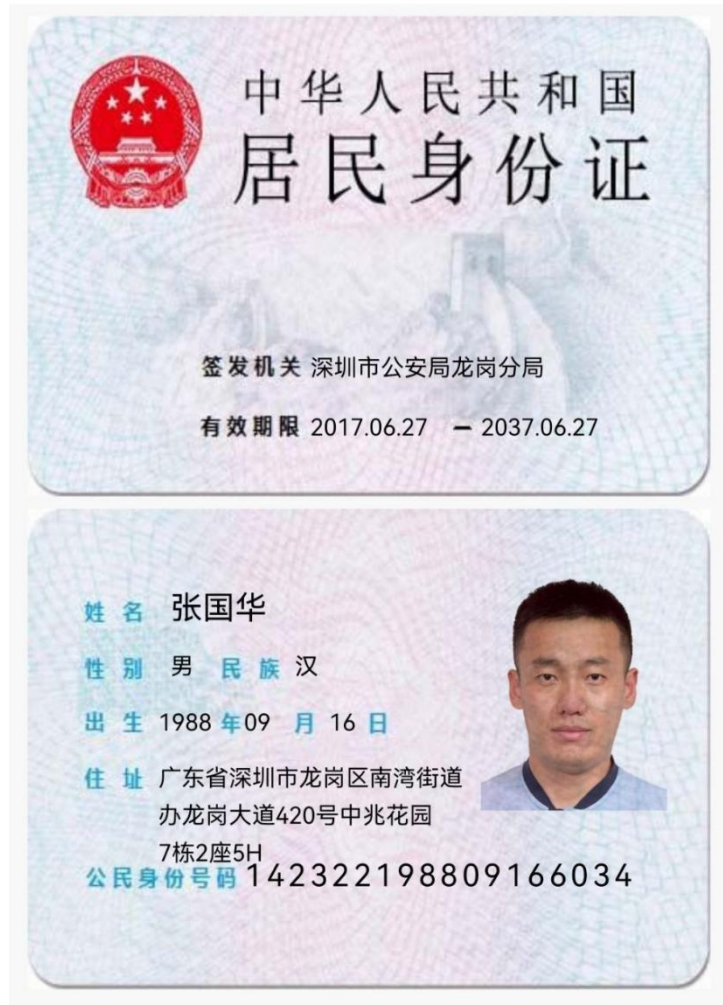 中华人民共和国
居民身份证
签发机关 深圳市公安局龙岗分局
有效期限 2017.06.27 — 2037.06.27
姓名 张国华
性别 男 民族 汉
出生 1988 年 09 月 16 日
住址 广东省深圳市龙岗区南湾街道
办龙岗大道420号中兆花园
7栋2座5H
公民身份号码 142322198809166034